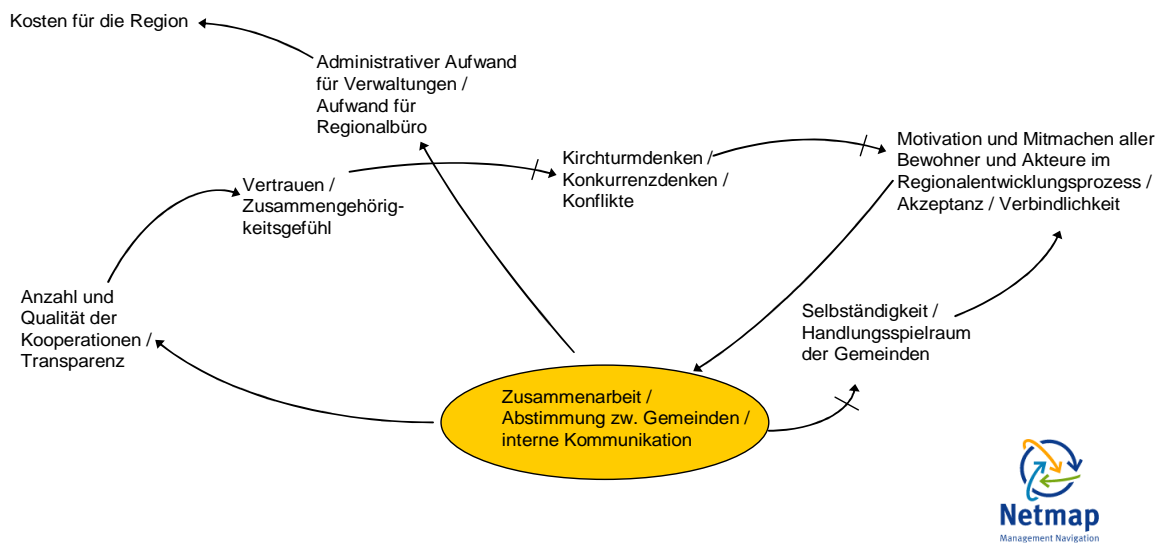 Kosten für die Region
Administrativer Aufwand
für Verwaltungen /
Aufwand für
Regionalbüro
Kirchturmdenken /
Konkurrenzdenken /
Konflikte
Motivation und Mitmachen aller
Bewohner und Akteure im
Regionalentwicklungsprozess /
Akzeptanz / Verbindlichkeit
Vertrauen /
Zusammengehörig-
keitsgefühl
Anzahl und
Qualität der
Kooperationen /
Transparenz
Selbständigkeit /
Handlungsspielraum
der Gemeinden
Zusammenarbeit /
Abstimmung zw. Gemeinden /
interne Kommunikation
Netmap
Management Navigation